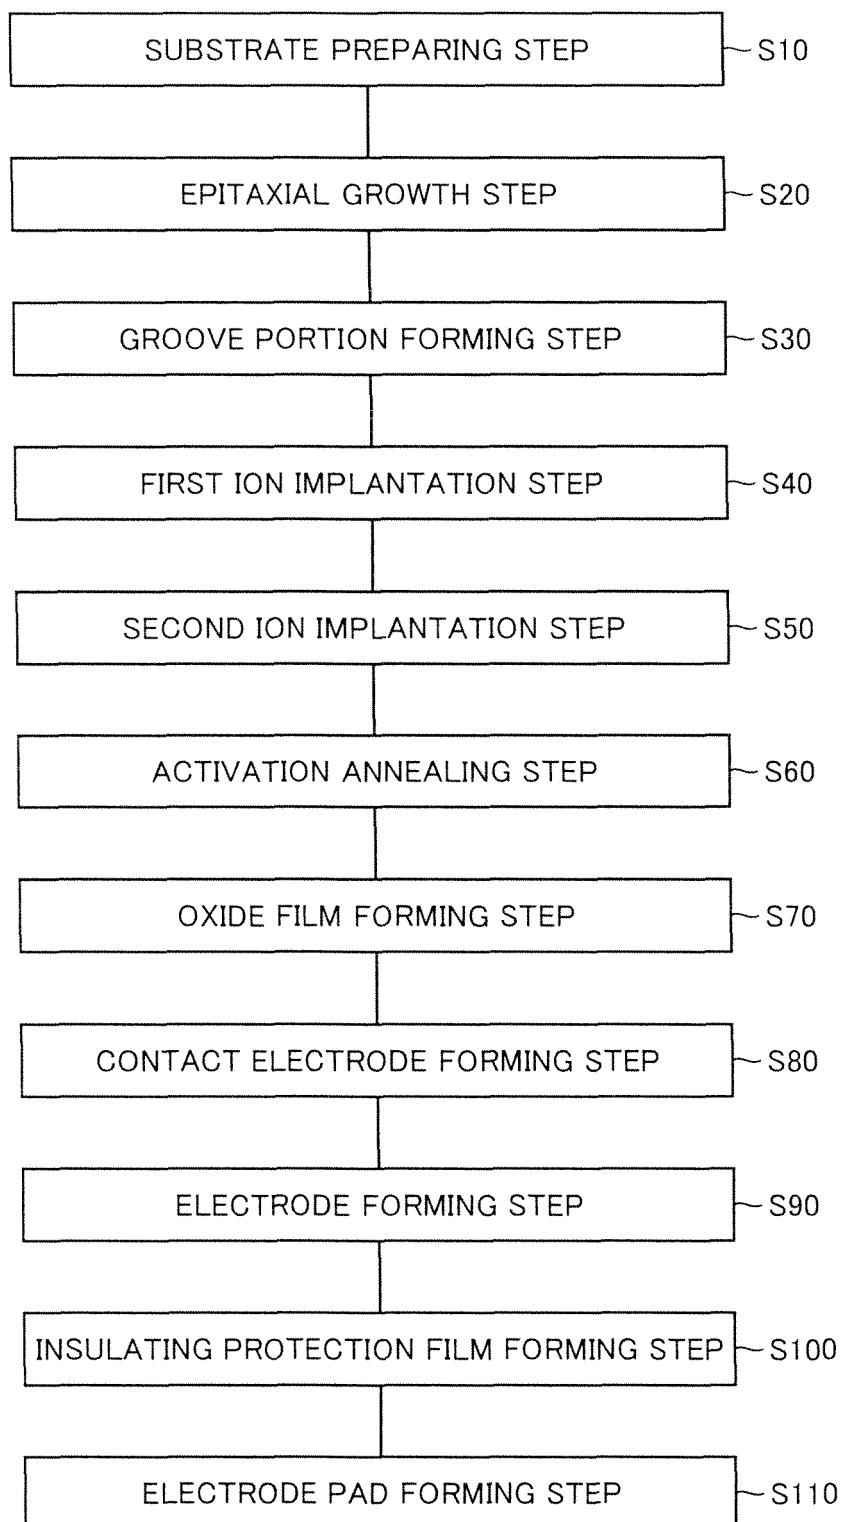 SUBSTRATE PREPARING STEP S10
EPITAXIAL GROWTH STEP S20
GROOVE PORTION FORMING STEP S30
FIRST ION IMPLANTATION STEP S40
SECOND ION IMPLANTATION STEP S50
ACTIVATION ANNEALING STEP S60
OXIDE FILM FORMING STEP S70
CONTACT ELECTRODE FORMING STEP S80
ELECTRODE FORMING STEP S90
INSULATING PROTECTION FILM FORMING STEP S100
ELECTRODE PAD FORMING STEP S110